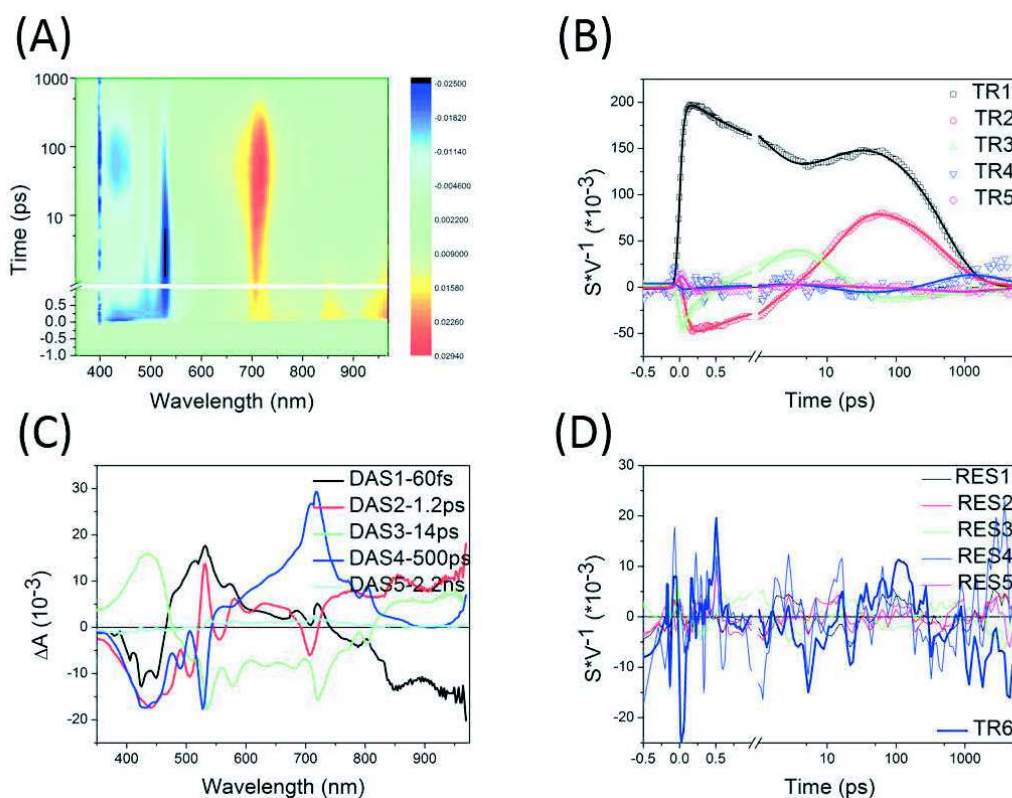 (A)
1000
100
10
0.5
0.0
-0.5
-1.0
Time (ps)
400 500 600 700 800 900
Wavelength (nm)
-0.02500
-0.01820
-0.01140
-0.004600
0.002200
0.009000
0.01580
0.02260
0.02940
(B)
200
150
100
50
0
-50
S*V-1 (*10-3)
-0.5 0.0 0.5 10 100 1000
Time (ps)
TR1
TR2
TR3
TR4
TR5
(C)
30
20
10
0
-10
-20
ΔA (10-3)
400 500 600 700 800 900
Wavelength (nm)
DAS1-60fs
DAS2-1.2ps
DAS3-14ps
DAS4-500ps
DAS5-2.2ns
(D)
30
20
10
0
-10
-20
S*V-1 (*10-3)
-0.5 0.0 0.5 10 100 1000
Time (ps)
RES1
RES2
RES3
RES4
RES5
TR6